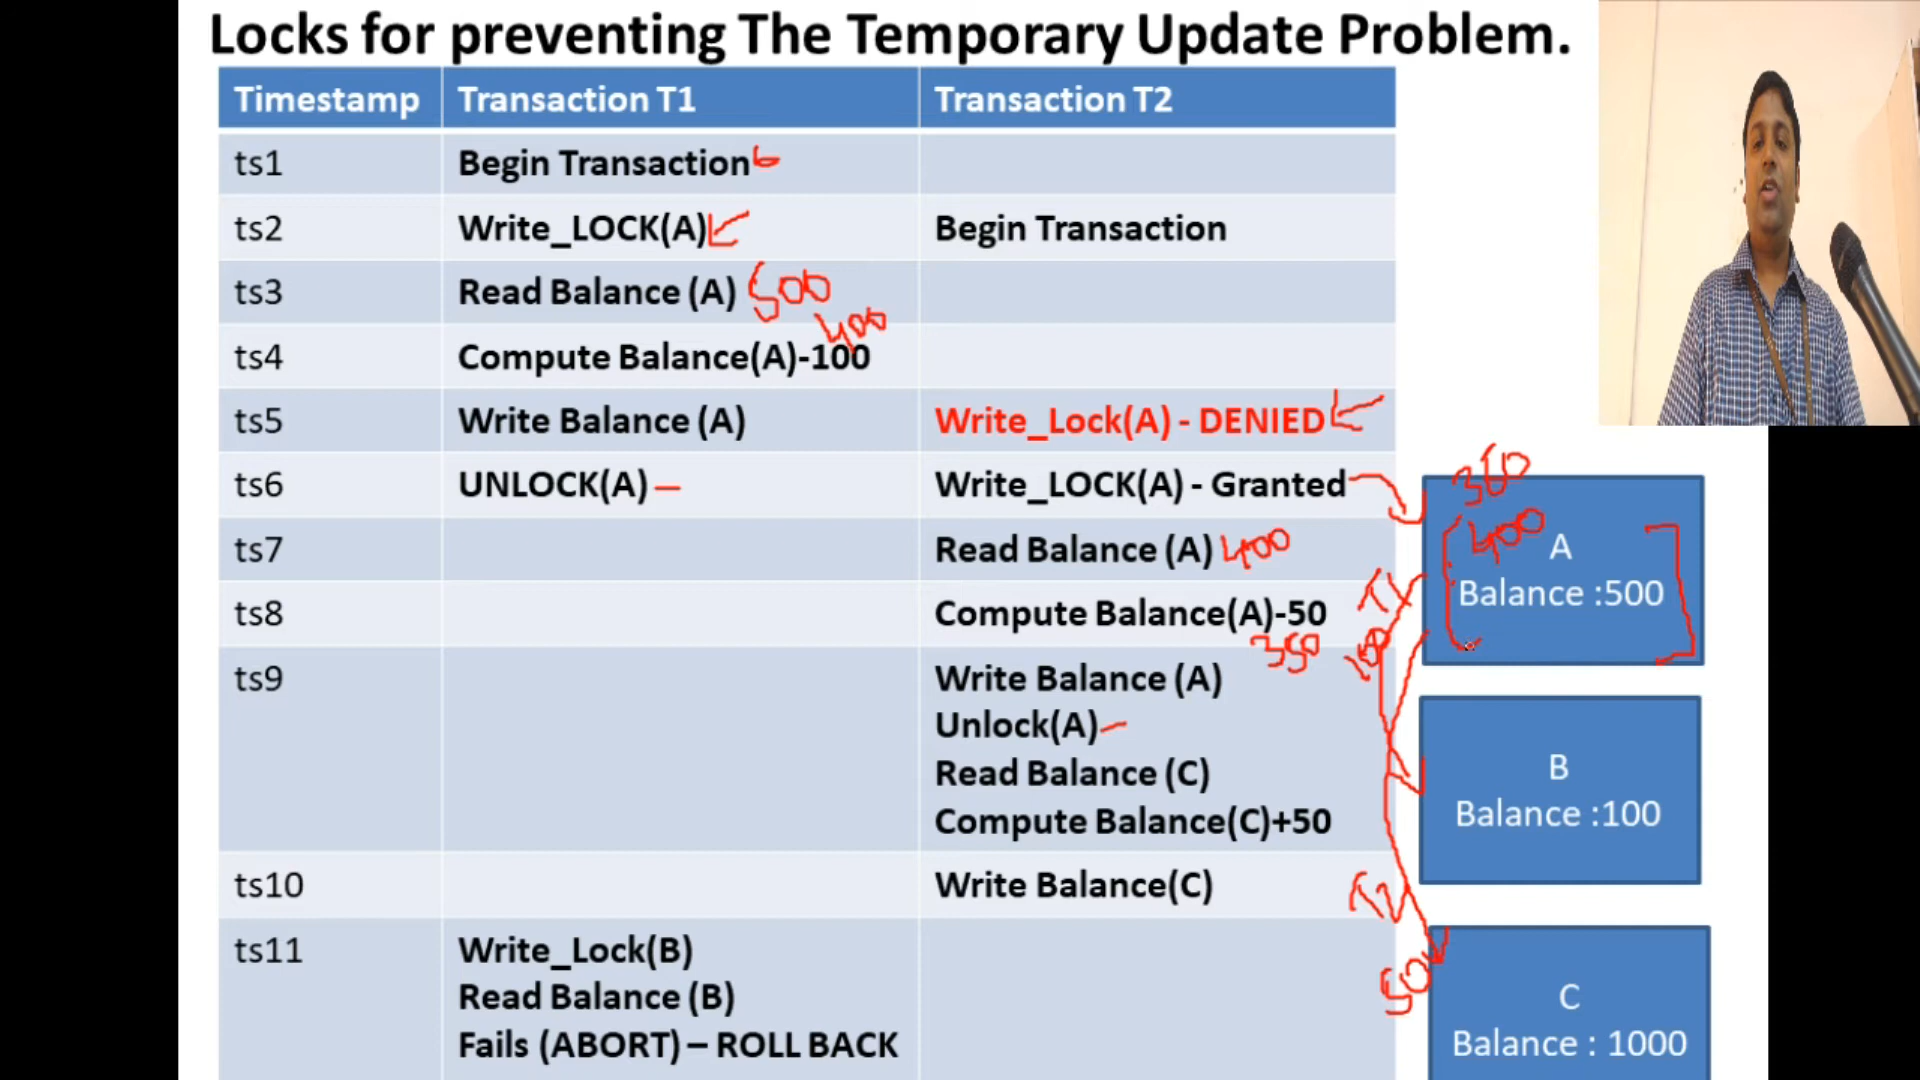 Locks for preventing The Temporary Update Problem.
Timestamp Transaction T1 Transaction T2
ts1 Begin Transaction
ts2 Write_LOCK(A) Begin Transaction
ts3 Read Balance (A) 500
400
ts4 Compute Balance(A)-100
ts5 Write Balance (A) Write_Lock(A) - DENIED
ts6 UNLOCK(A) Write_LOCK(A) - Granted
ts7 Read Balance (A) 400
ts8 Compute Balance(A)-50
350
ts9 Write Balance (A)
Unlock(A)
Read Balance (C)
Compute Balance(C)+50
ts10 Write Balance(C)
ts11 Write_Lock(B)
Read Balance (B)
Fails (ABORT) – ROLL BACK
400
A
Balance :500
T1
100
B
Balance :100
T2
50
C
Balance : 1000